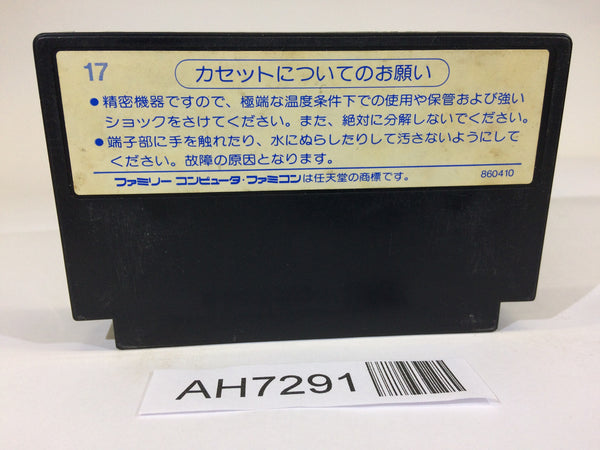 17
カセットについてのお願い
●精密機器ですので、極端な温度条件下での使用や保管および強い
ショックをさけてください。また、絶対に分解しないでください。
●端子部に手を触れたり、水にぬらしたりして汚さないようにして
ください。故障の原因となります。
ファミリー コンピュータ・ファミコンは任天堂の商標です。
860410
AH7291